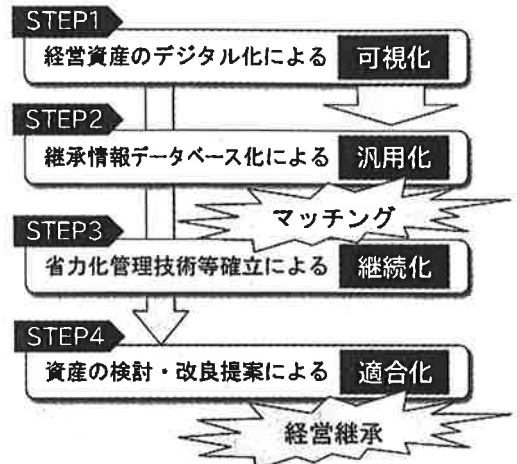 STEP1
経営資産のデジタル化による 可視化
STEP2
継承情報データベース化による 汎用化
マッチング
STEP3
省力化管理技術等確立による 継続化
STEP4
資産の検討・改良提案による 適合化
経営継承